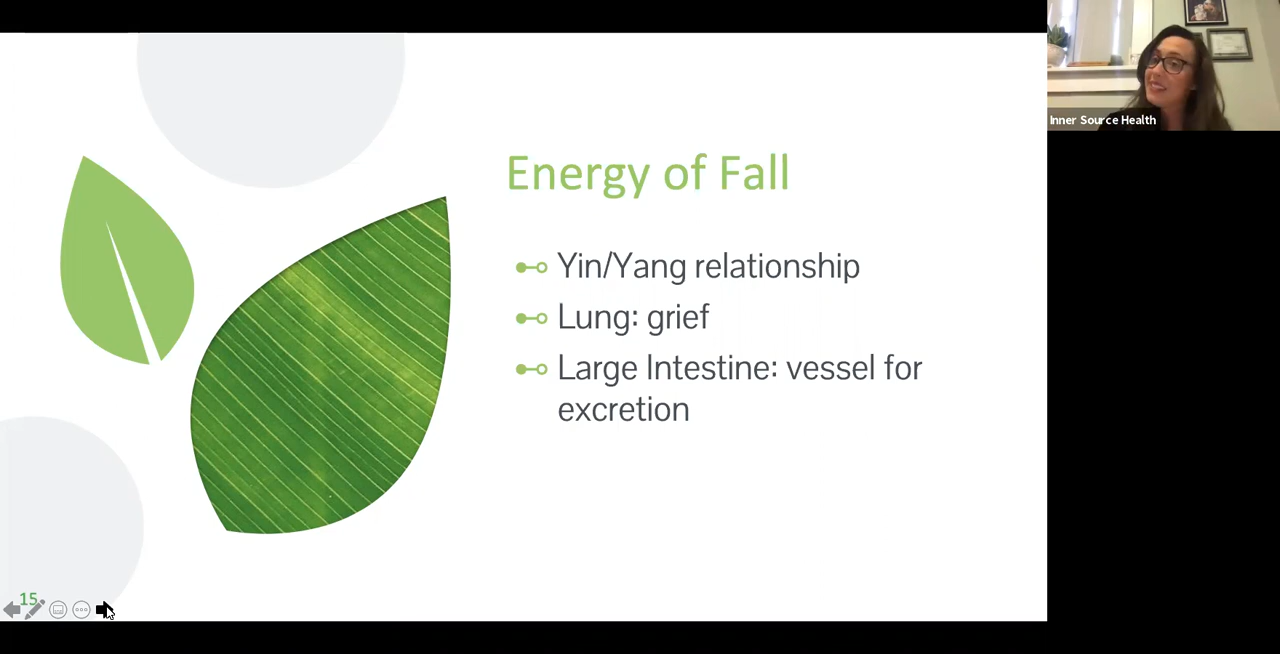 Energy of Fall
Yin/Yang relationship
Lung: grief
Large Intestine: vessel for
excretion
15
Inner Source Health